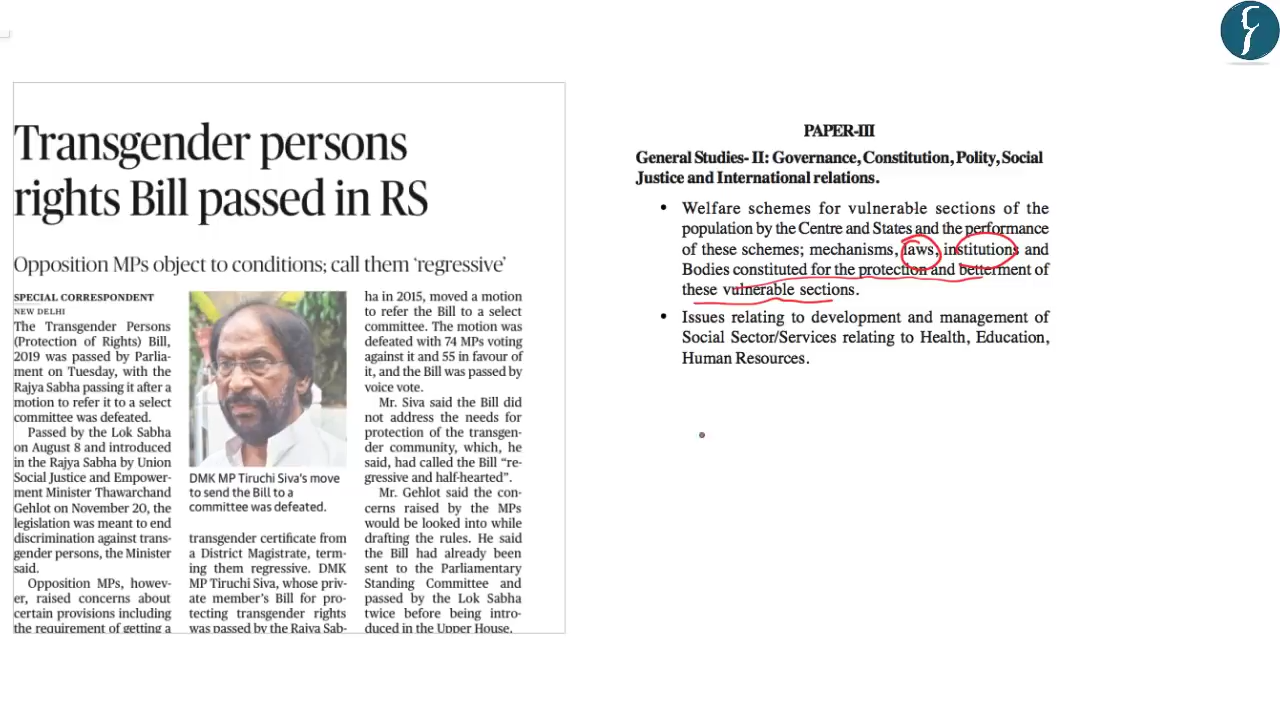 Transgender persons
rights Bill passed in RS
Opposition MPs object to conditions; call them ‘regressive’
SPECIAL CORRESPONDENT
NEW DELHI
The Transgender Persons
(Protection of Rights) Bill,
2019 was passed by Parlia-
ment on Tuesday, with the
Rajya Sabha passing it after a
motion to refer it to a select
committee was defeated.
Passed by the Lok Sabha
on August 8 and introduced
in the Rajya Sabha by Union
Social Justice and Empower-
ment Minister Thawarchand
Gehlot on November 20, the
legislation was meant to end
discrimination against trans-
gender persons, the Minister
said.
Opposition MPs, howev-
er, raised concerns about
certain provisions including
the requirement of getting a
DMK MP Tiruchi Siva's move
to send the Bill to a
committee was defeated.
transgender certificate from
a District Magistrate, term-
ing them regressive. DMK
MP Tiruchi Siva, whose priv-
ate member's Bill for pro-
tecting transgender rights
was passed by the Rajya Sab-
ha in 2015, moved a motion
to refer the Bill to a select
committee. The motion was
defeated with 74 MPs voting
against it and 55 in favour of
it, and the Bill was passed by
voice vote.
Mr. Siva said the Bill did
not address the needs for
protection of the transgen-
der community, which, he
said, had called the Bill “re-
gressive and half-hearted”.
Mr. Gehlot said the con-
cerns raised by the MPs
would be looked into while
drafting the rules. He said
the Bill had already been
sent to the Parliamentary
Standing Committee and
passed by the Lok Sabha
twice before being intro-
duced in the Upper House.
PAPER-III
General Studies- II: Governance, Constitution, Polity, Social
Justice and International relations.
• Welfare schemes for vulnerable sections of the
population by the Centre and States and the performance
of these schemes; mechanisms, laws, institutions and
Bodies constituted for the protection and betterment of
these vulnerable sections.
• Issues relating to development and management of
Social Sector/Services relating to Health, Education,
Human Resources.